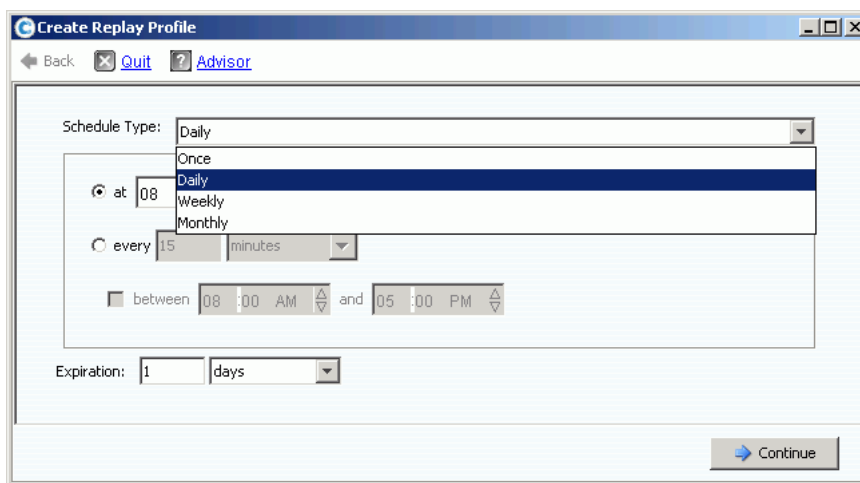 Create Replay Profile
Back Quit ? Advisor
Schedule Type: Daily
Once
Daily
Weekly
Monthly
at 08
every 15 minutes
between 08 :00 AM and 05 :00 PM
Expiration: 1 days
Continue